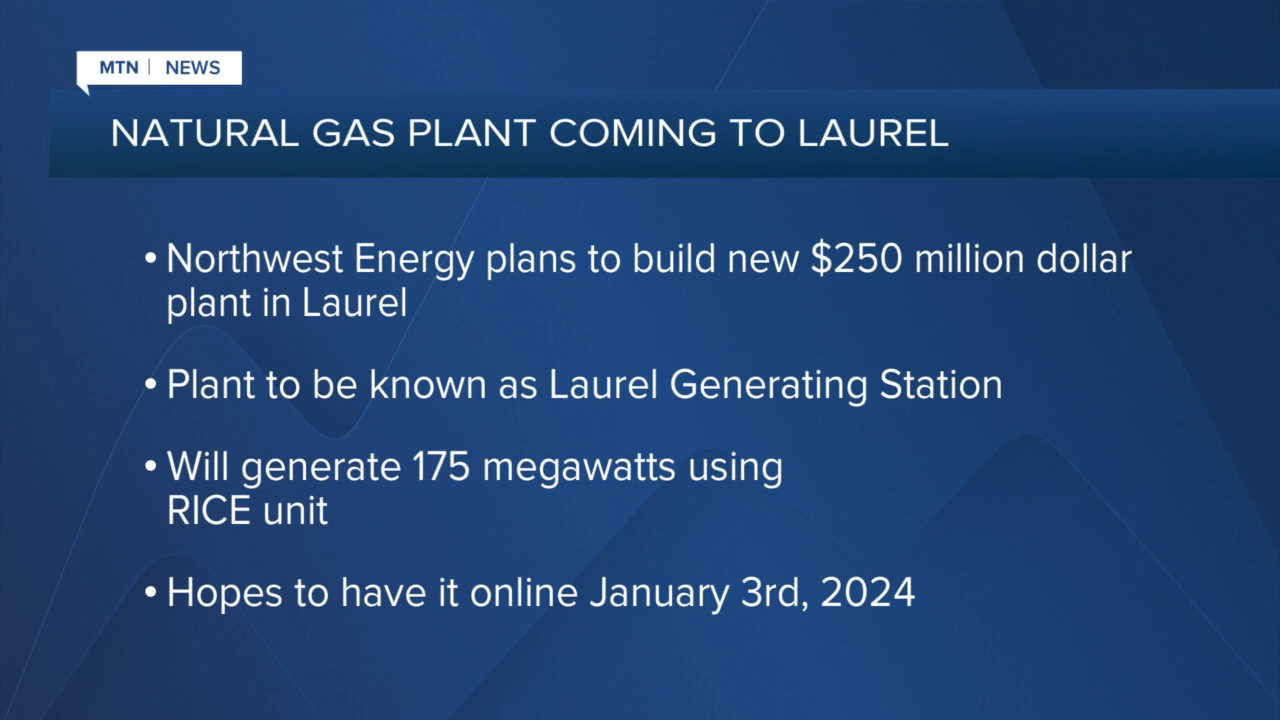 MTN | NEWS
NATURAL GAS PLANT COMING TO LAUREL
• Northwest Energy plans to build new $250 million dollar
plant in Laurel
• Plant to be known as Laurel Generating Station
• Will generate 175 megawatts using
RICE unit
• Hopes to have it online January 3rd, 2024